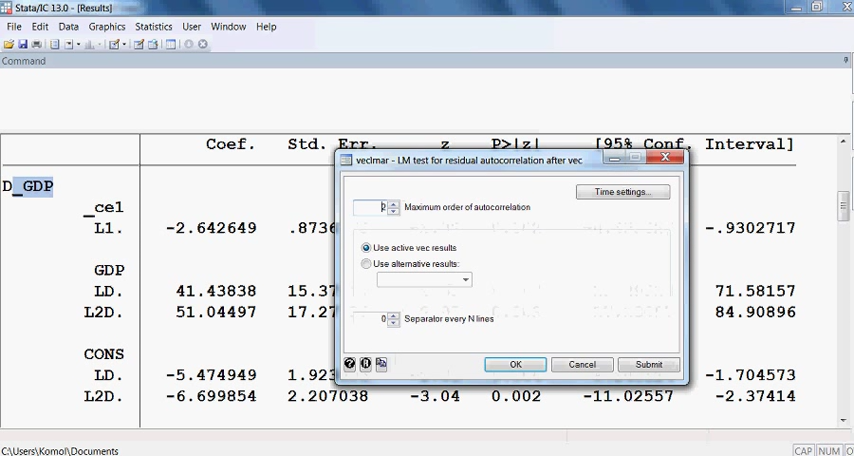 Stata/IC 13.0 - [Results]
File Edit Data Graphics Statistics User Window Help
Command
Coef. Std. Err. z P>|z| [95% Conf. Interval]
veclmar - LM test for residual autocorrelation after vec
Time settings...
2 Maximum order of autocorrelation
Use active vec results
Use alternative results:
0 Separator every N lines
OK Cancel Submit
D_GDP
_ce1
L1. -2.642649 .8736 -.9302717
GDP
LD. 41.43838 15.37 71.58157
L2D. 51.04497 17.27 84.90896
CONS
LD. -5.474949 1.923 -1.704573
L2D. -6.699854 2.207038 -3.04 0.002 -11.02557 -2.37414
C:\Users\Komol\Documents
CAP NUM